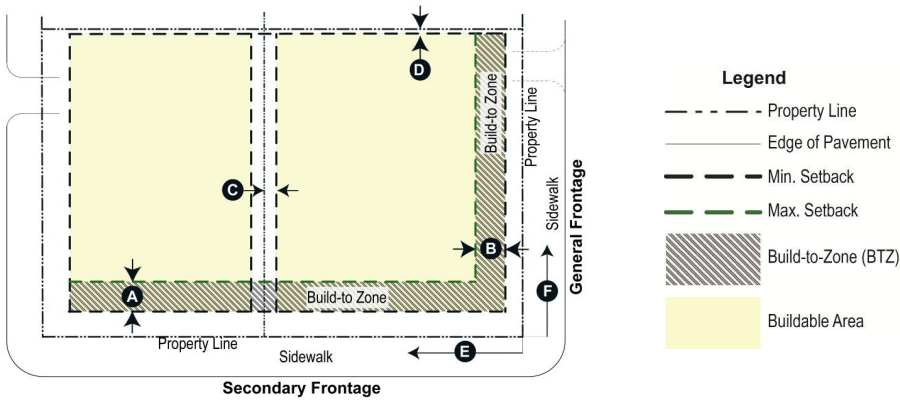 D
Build-to Zone
Property Line
Sidewalk
General Frontage
C
B
A
Build-to Zone
F
Property Line
Sidewalk
E
Secondary Frontage
Legend
Property Line
Edge of Pavement
Min. Setback
Max. Setback
Build-to-Zone (BTZ)
Buildable Area